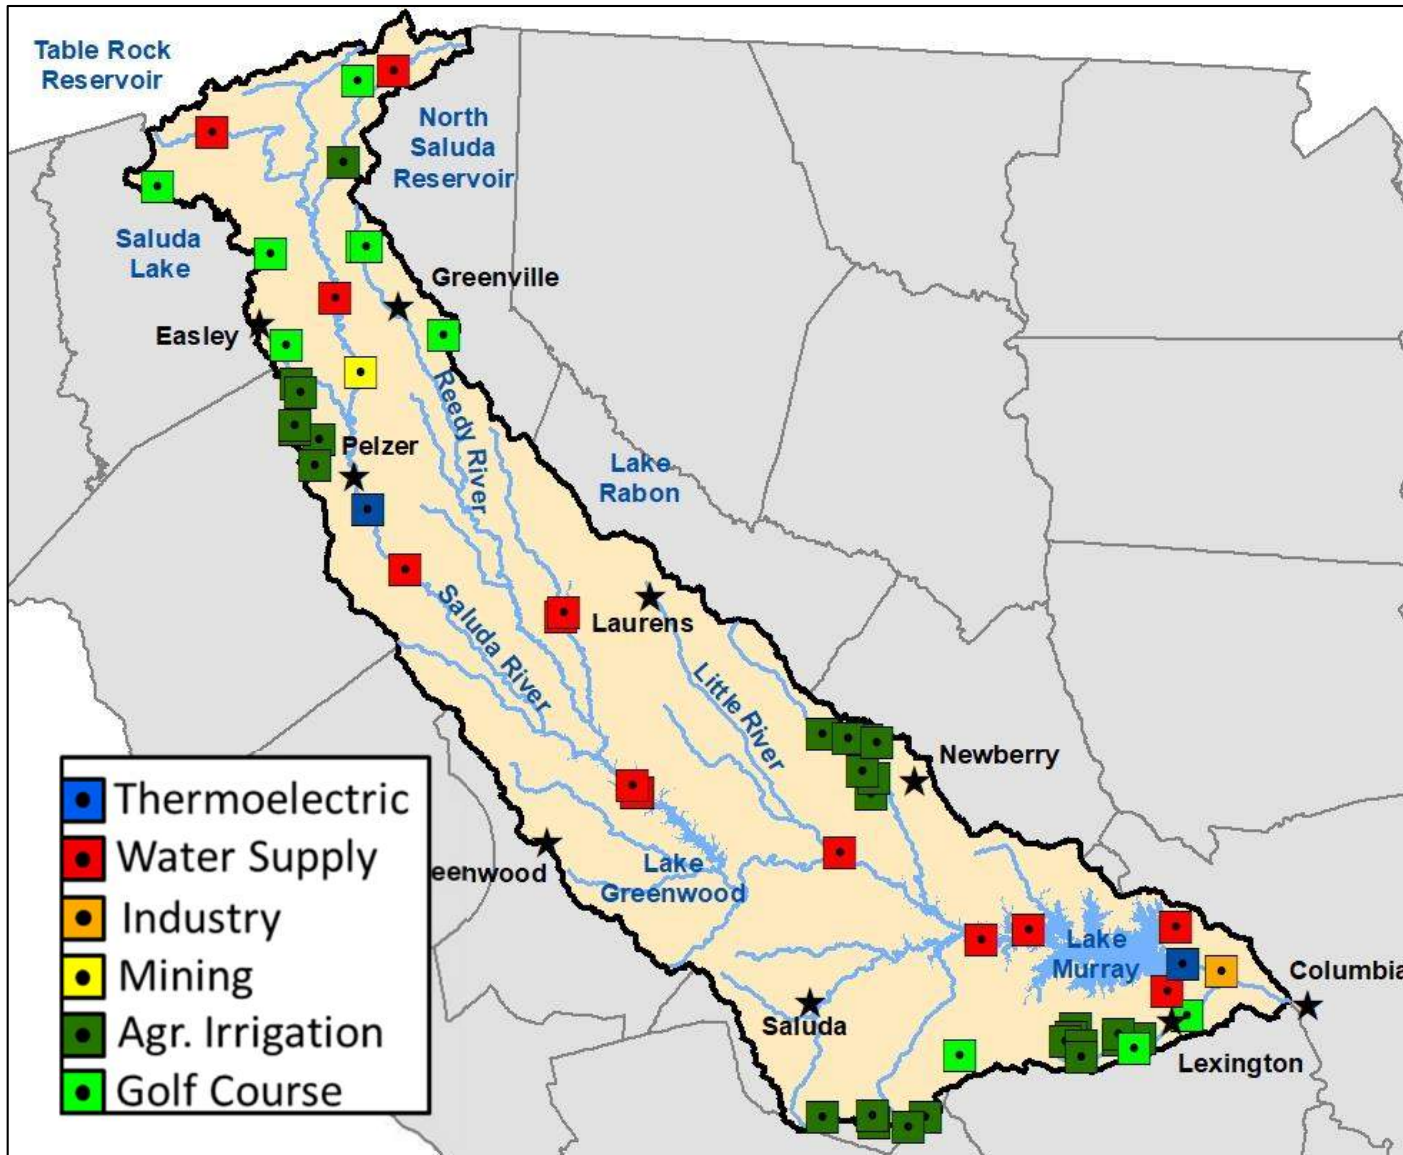 Table Rock
Reservoir
North
Saluda
Reservoir
Saluda
Lake
Greenville
Easley
Reedy River
Pelzer
Lake
Rabon
Saluda River
Laurens
Little River
Newberry
Thermoelectric
Water Supply
Industry
Mining
Agr. Irrigation
Golf Course
eenwood
Lake
Greenwood
Lake
Murray
Columbia
Saluda
Lexington